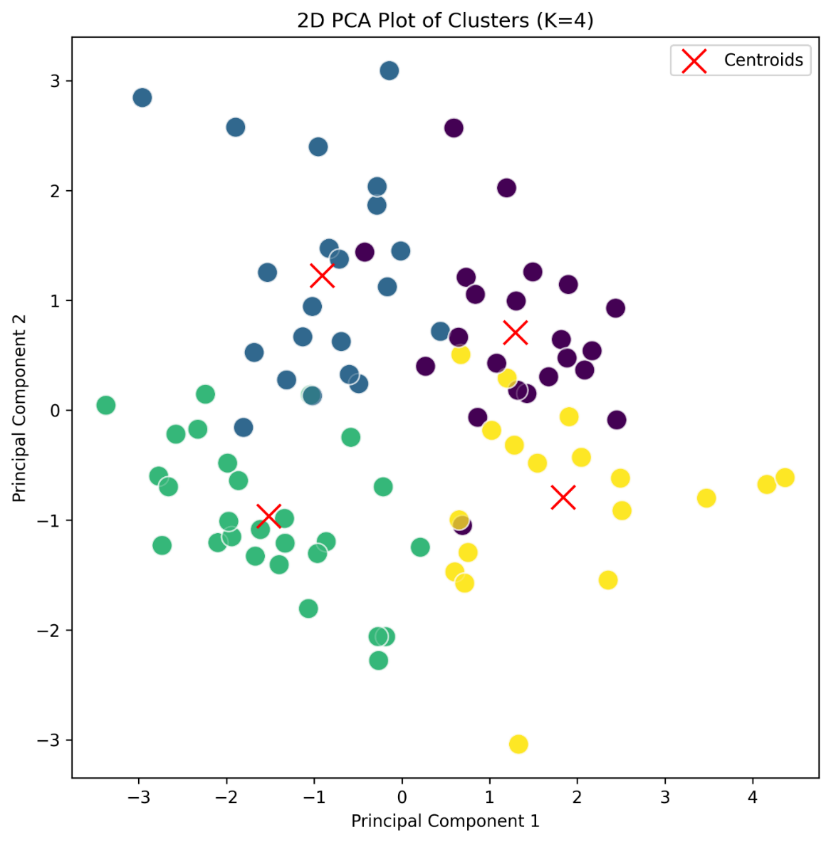 2D PCA Plot of Clusters (K=4)
Centroids
3
2
1
0
−1
−2
−3
Principal Component 2
−3 −2 −1 0 1 2 3 4
Principal Component 1